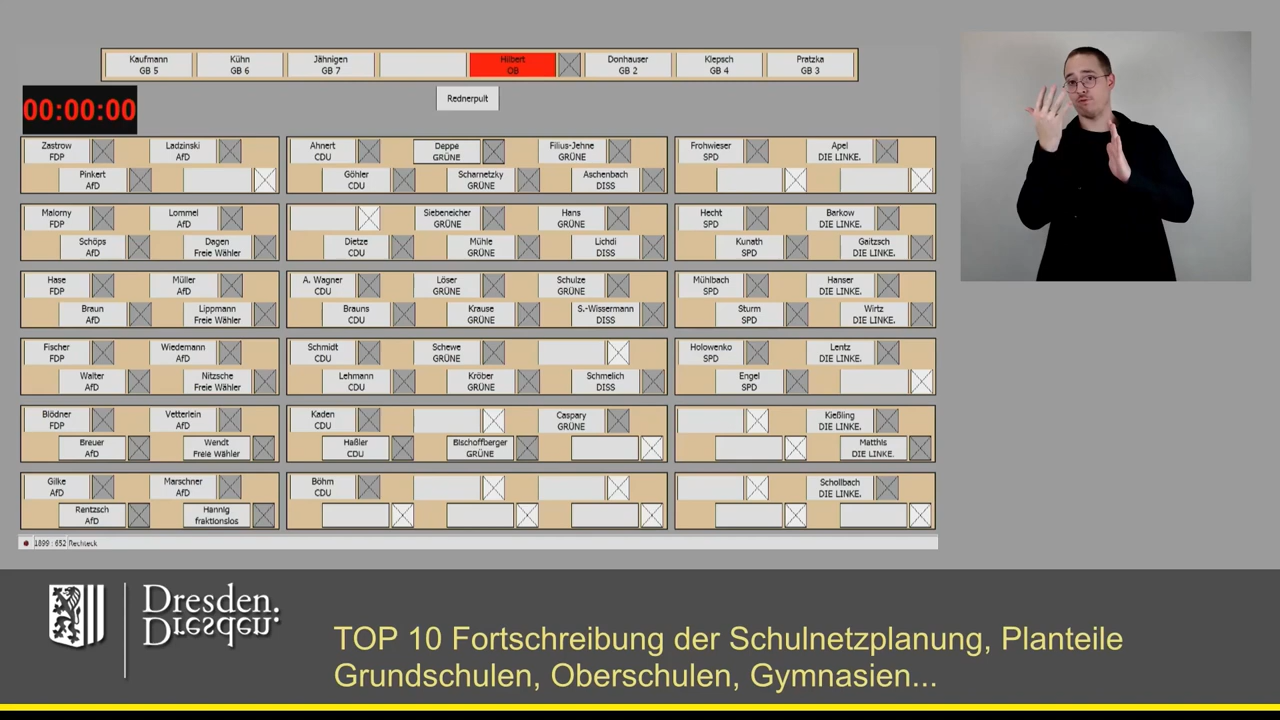 Kaufmann
GB 5
Kühn
GB 6
Jähnigen
GB 7
Hilbert
OB
Donhauser
GB 2
Klepsch
GB 4
Pratzka
GB 3
00:00:00
Rednerpult
Zastrow
FDP
Ladzinski
AfD
Ahnert
CDU
Deppe
GRÜNE
Filius-Jehne
GRÜNE
Frohwieser
SPD
Apel
DIE LINKE.
Pinkert
AfD
Göhler
CDU
Scharnetzky
GRÜNE
Aschenbach
DISS
Malorny
FDP
Lommel
AfD
Siebeneicher
GRÜNE
Hans
GRÜNE
Hecht
SPD
Barkow
DIE LINKE.
Schöps
AfD
Dagen
Freie Wähler
Dietze
CDU
Mühle
GRÜNE
Lichdi
DISS
Kunath
SPD
Gaitzsch
DIE LINKE.
Hase
FDP
Müller
AfD
A. Wagner
CDU
Löser
GRÜNE
Schulze
GRÜNE
Mühlbach
SPD
Hanser
DIE LINKE.
Braun
AfD
Lippmann
Freie Wähler
Brauns
CDU
Krause
GRÜNE
S.-Wissermann
DISS
Sturm
SPD
Wirtz
DIE LINKE.
Fischer
FDP
Wiedemann
AfD
Schmidt
CDU
Schewe
GRÜNE
Holowenko
SPD
Lentz
DIE LINKE.
Walter
AfD
Nitzsche
Freie Wähler
Lehmann
CDU
Kröber
GRÜNE
Schmelich
DISS
Engel
SPD
Blödner
FDP
Vetterlein
AfD
Kaden
CDU
Caspary
GRÜNE
Kießling
DIE LINKE.
Breuer
AfD
Wendt
Freie Wähler
Haßler
CDU
Bischoffberger
GRÜNE
Matthis
DIE LINKE.
Gilke
AfD
Marschner
AfD
Böhm
CDU
Schollbach
DIE LINKE.
Rentzsch
AfD
Hannig
fraktionslos
1899 : 652 Rechteck
Dresden.
Dresden.
TOP 10 Fortschreibung der Schulnetzplanung, Planteile
Grundschulen, Oberschulen, Gymnasien...